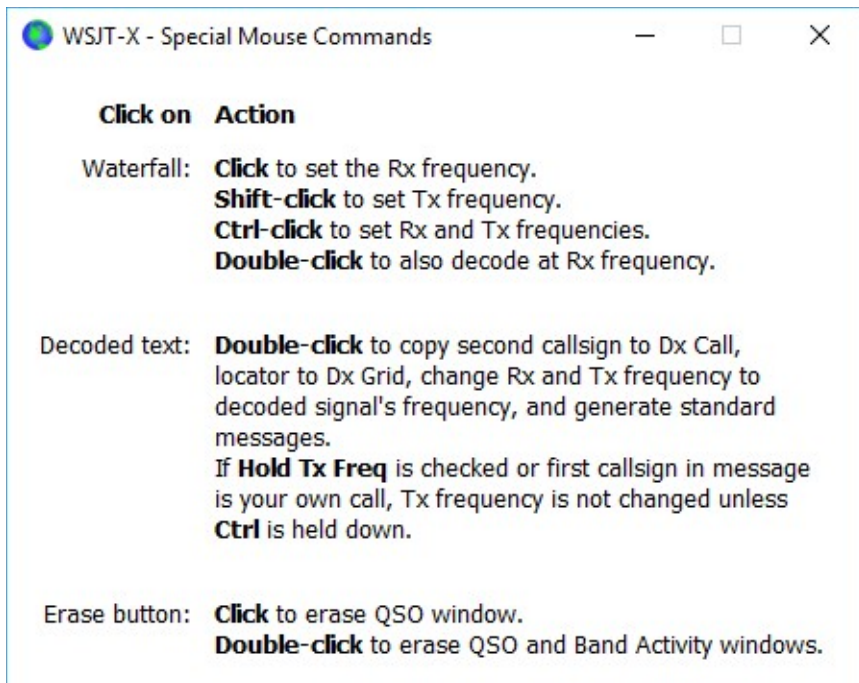 WSJT-X - Special Mouse Commands
Click on Action
Waterfall: Click to set the Rx frequency.
Shift-click to set Tx frequency.
Ctrl-click to set Rx and Tx frequencies.
Double-click to also decode at Rx frequency.
Decoded text: Double-click to copy second callsign to Dx Call,
locator to Dx Grid, change Rx and Tx frequency to
decoded signal's frequency, and generate standard
messages.
If Hold Tx Freq is checked or first callsign in message
is your own call, Tx frequency is not changed unless
Ctrl is held down.
Erase button: Click to erase QSO window.
Double-click to erase QSO and Band Activity windows.